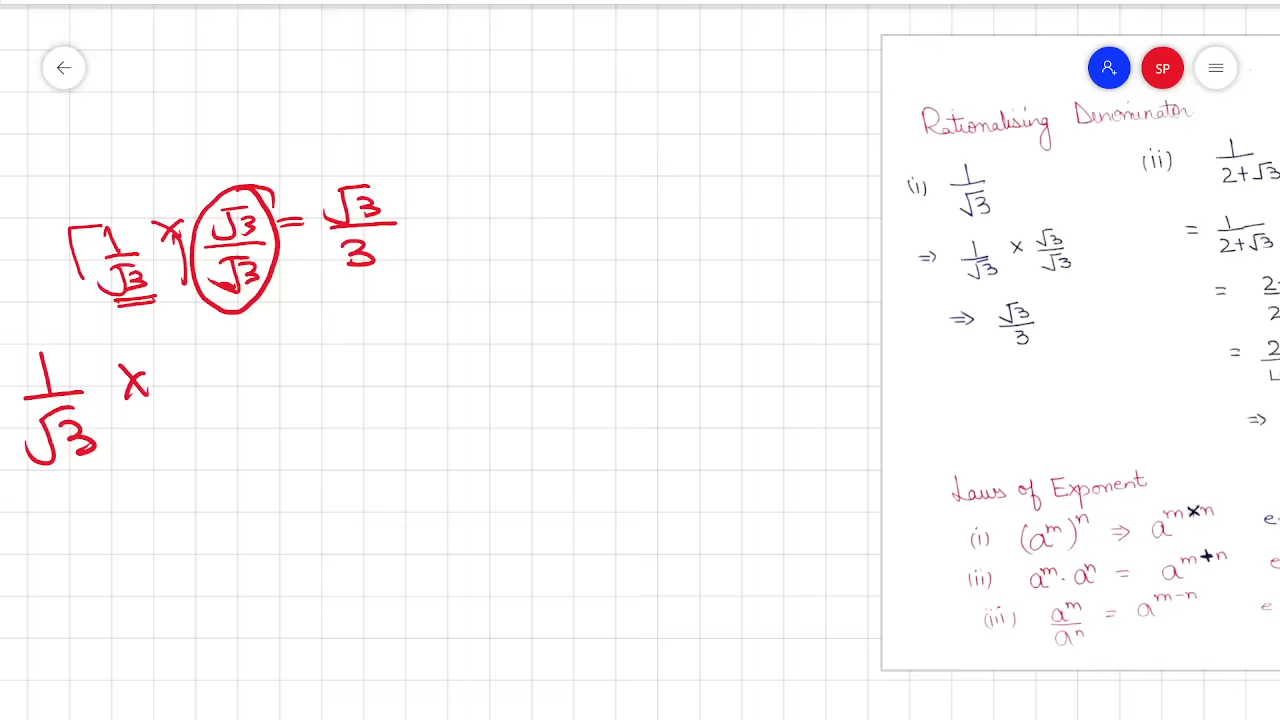 SP
1/√3 × √3/√3 = √3/3
1/√3 ×
Rationalising Denominator
(i) 1/√3
⇒ 1/√3 × √3/√3
⇒ √3/3
(ii) 1/2+√3
= 1/2+√3
=
=
⇒
Laws of Exponent
(i) (a^m)^n ⇒ a^m×n
(ii) a^m · a^n = a^m+n
(iii) a^m/a^n = a^m-n